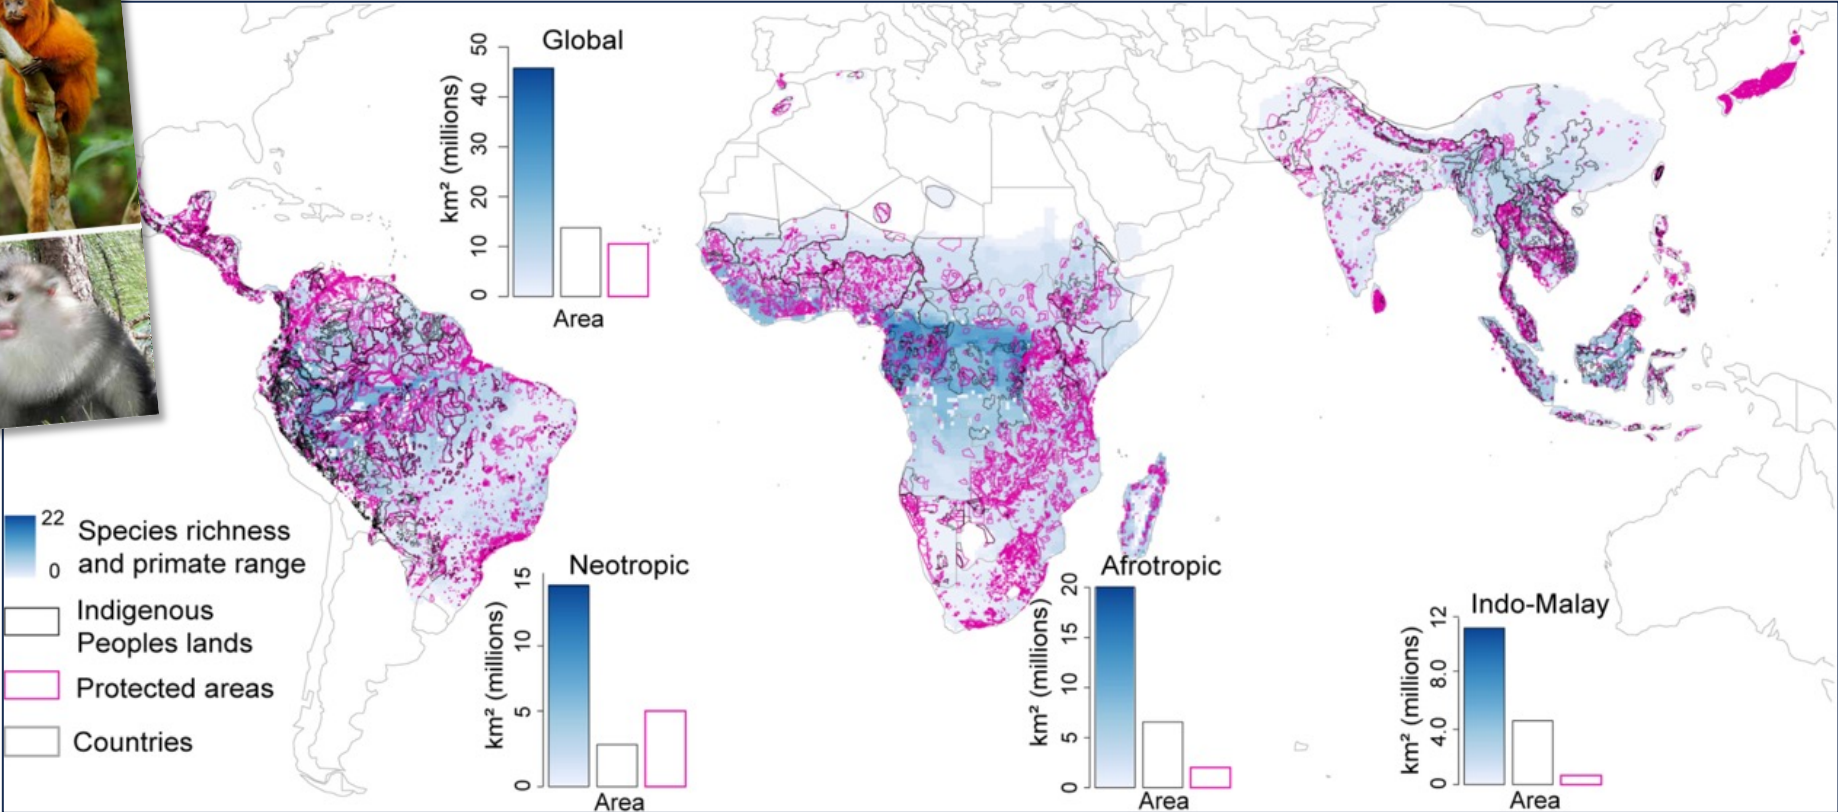 Global
km² (millions)
50
40
30
20
10
0
Area
22
0
Species richness
and primate range
Indigenous
Peoples lands
Protected areas
Countries
Neotropic
km² (millions)
15
10
5
0
Area
Afrotropic
km² (millions)
20
15
10
5
0
Area
Indo-Malay
km² (millions)
12
8.0
4.0
0
Area